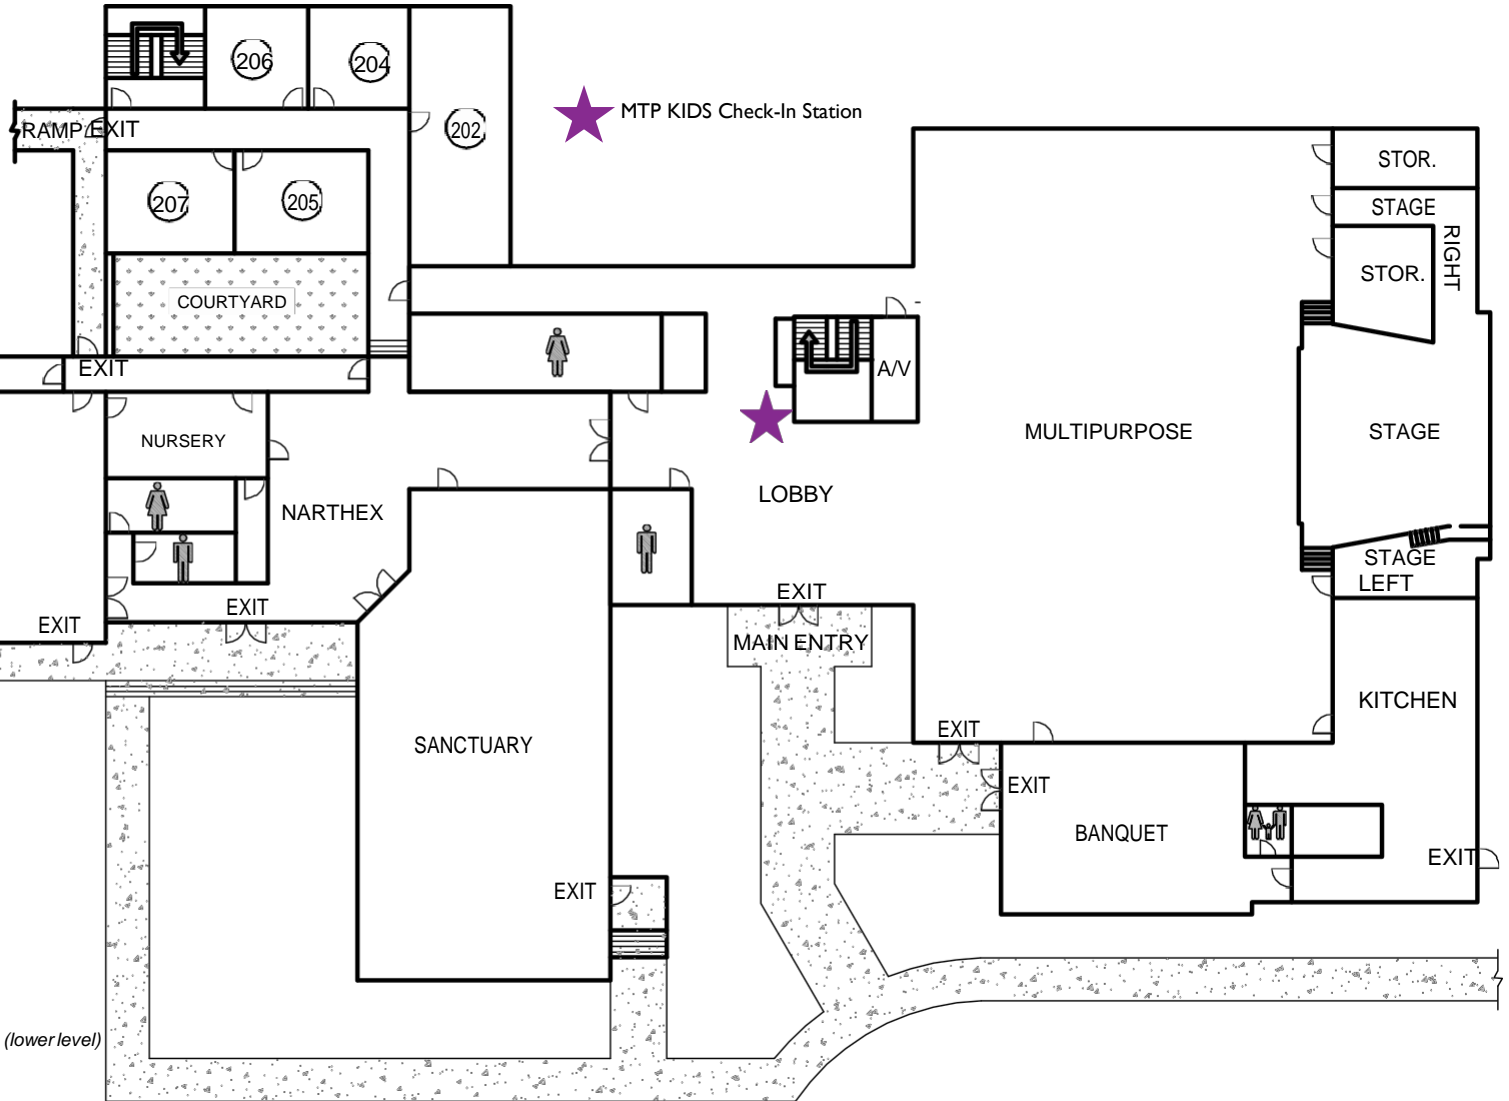 206
204
202
MTP KIDS Check-In Station
RAMP
EXIT
STOR.
STAGE
RIGHT
207
205
STOR.
COURTYARD
EXIT
A/V
NURSERY
MULTIPURPOSE
STAGE
LOBBY
NARTHEX
STAGE
LEFT
EXIT
EXIT
EXIT
MAIN ENTRY
KITCHEN
SANCTUARY
EXIT
EXIT
BANQUET
EXIT
EXIT
(lower level)